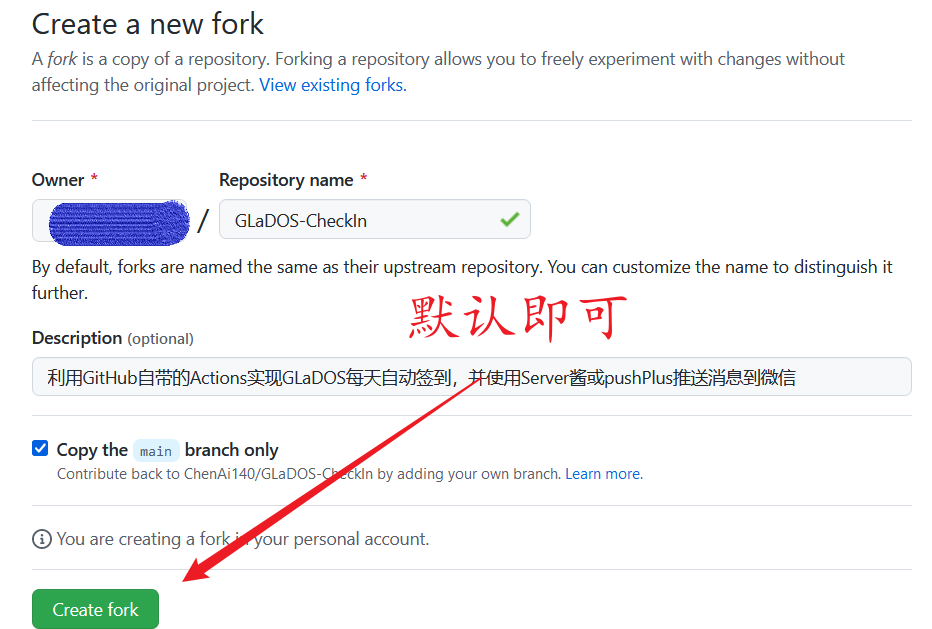 Create a new fork
A fork is a copy of a repository. Forking a repository allows you to freely experiment with changes without
affecting the original project. View existing forks.
Owner *
Repository name *
/
GLaDOS-CheckIn
By default, forks are named the same as their upstream repository. You can customize the name to distinguish it
further.
默认即可
Description (optional)
利用GitHub自带的Actions实现GLaDOS每天自动签到，并使用Server酱或pushPlus推送消息到微信
Copy the main branch only
Contribute back to ChenAi140/GLaDOS-CheckIn by adding your own branch. Learn more.
You are creating a fork in your personal account.
Create fork